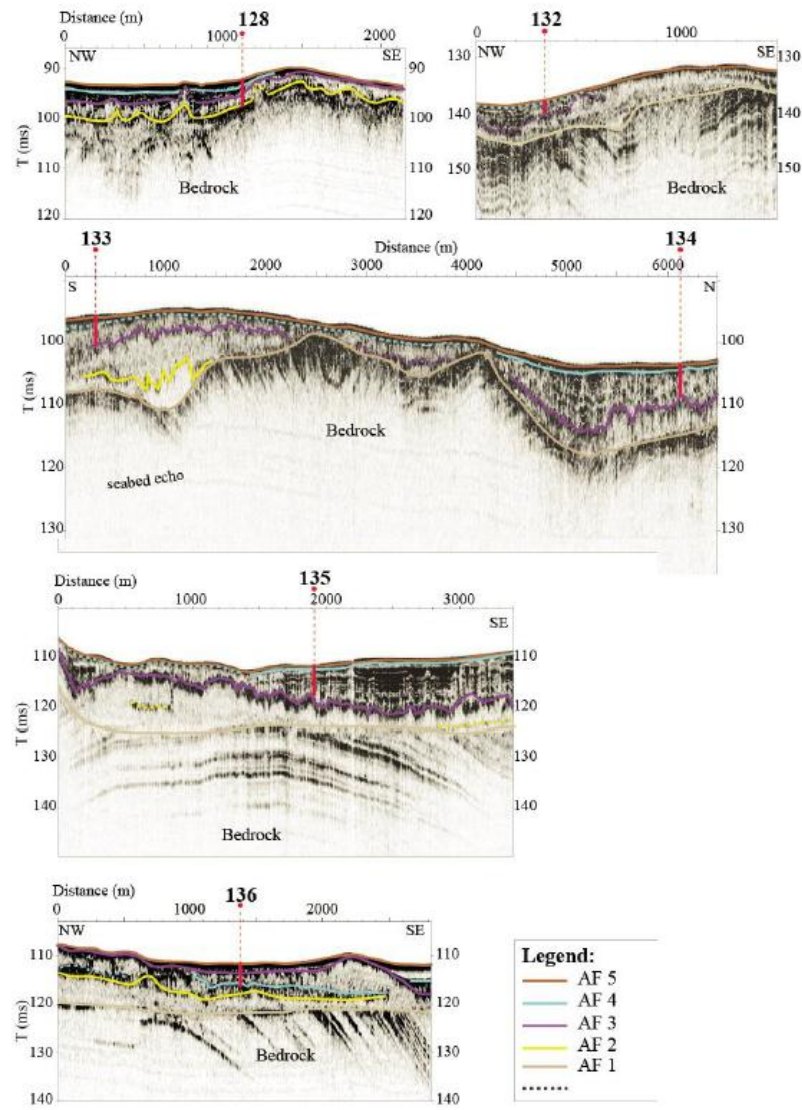 Distance (m)
128
132
0 1000 2000
0 1000
NW SE
NW SE
90 90
100 100
110 110
120 120
T (ms)
Bedrock
130 130
140 140
150 150
T (ms)
Bedrock
133
Distance (m)
134
0 1000 2000 3000 4000 5000 6000
S N
100 100
110 110
120 120
130 130
T (ms)
Bedrock
seabed echo
Distance (m)
135
0 1000 2000 3000
SE
110 110
120 120
130 130
140 140
T (ms)
Bedrock
Distance (m)
136
0 1000 2000
NW SE
110 110
120 120
130 130
140 140
T (ms)
Bedrock
Legend:
AF 5
AF 4
AF 3
AF 2
AF 1